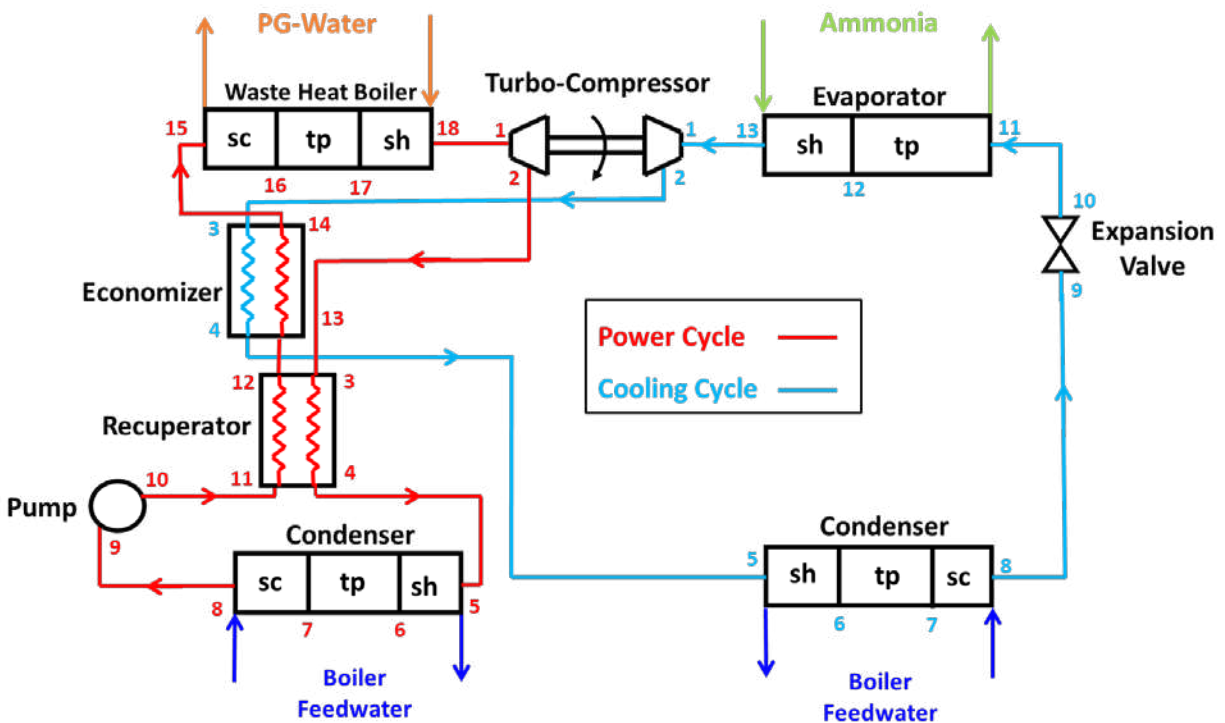 PG-Water
Ammonia
Turbo-Compressor
Waste Heat Boiler
Evaporator
15
sc
tp
sh
18
1
1
13
sh
tp
11
16
17
2
2
12
10
3
14
Expansion
Valve
9
Economizer
4
13
Power Cycle
Cooling Cycle
12
3
Recuperator
10
11
4
Pump
9
Condenser
Condenser
sc
tp
sh
5
sh
tp
sc
8
8
7
6
5
6
7
Boiler
Feedwater
Boiler
Feedwater